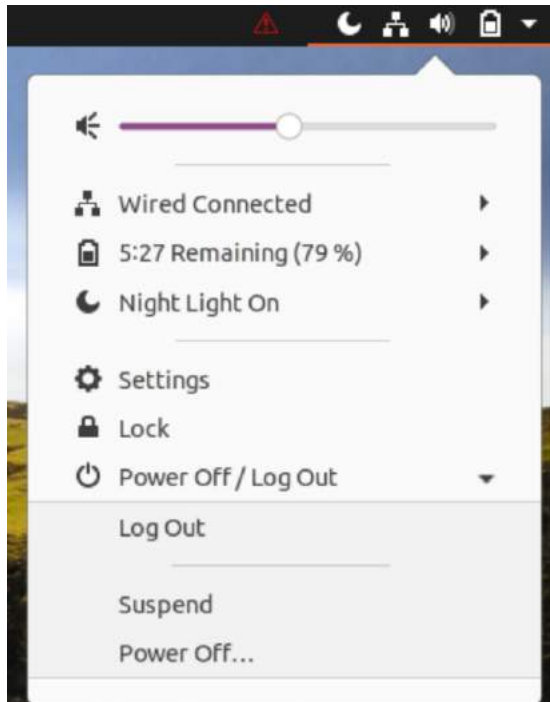 Wired Connected
5:27 Remaining (79 %)
Night Light On
Settings
Lock
Power Off / Log Out
Log Out
Suspend
Power Off...